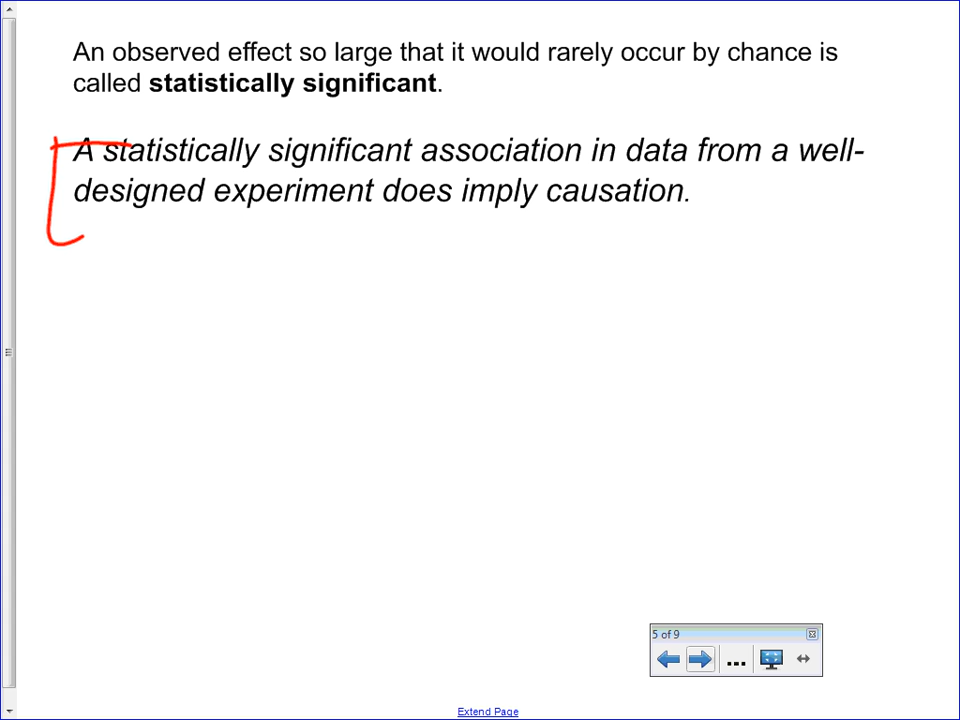 An observed effect so large that it would rarely occur by chance is
called statistically significant.
A statistically significant association in data from a well-
designed experiment does imply causation.
5 of 9
...
Extend Page